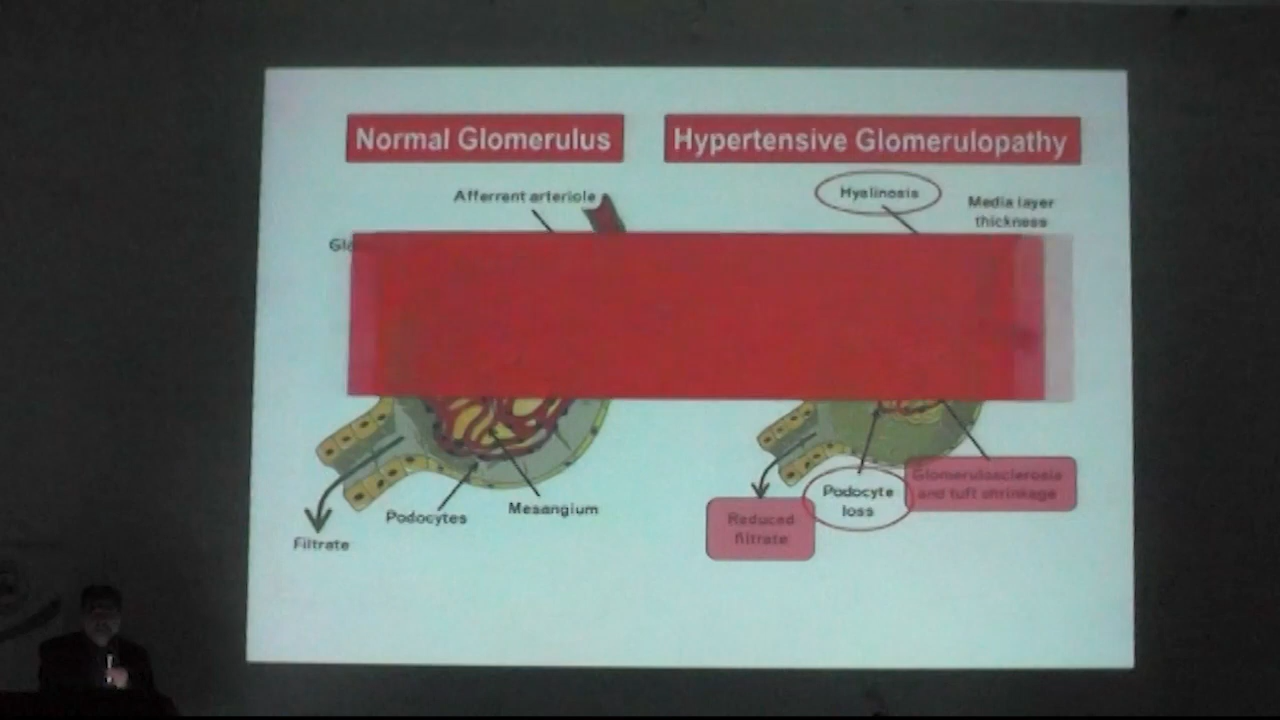 Normal Glomerulus
Hypertensive Glomerulopathy
Afferrent arteriole
Hyalinosis
Media layer
thickness
Podocytes
Mesangium
Filtrate
Reduced
filtrate
Podocyte
loss
Glomerulosclerosis
and tuft shrinkage